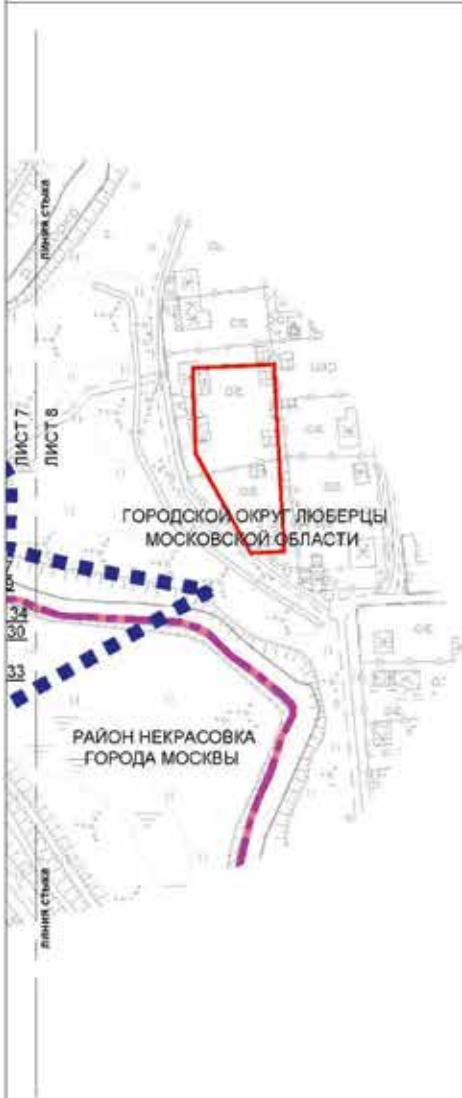 линия стыка
ЛИСТ 7
ЛИСТ 8
ГОРОДСКОЙ ОКРУГ ЛЮБЕРЦЫ
МОСКОВСКОЙ ОБЛАСТИ
34
30
33
РАЙОН НЕКРАСОВКА
ГОРОДА МОСКВЫ
линия стыка